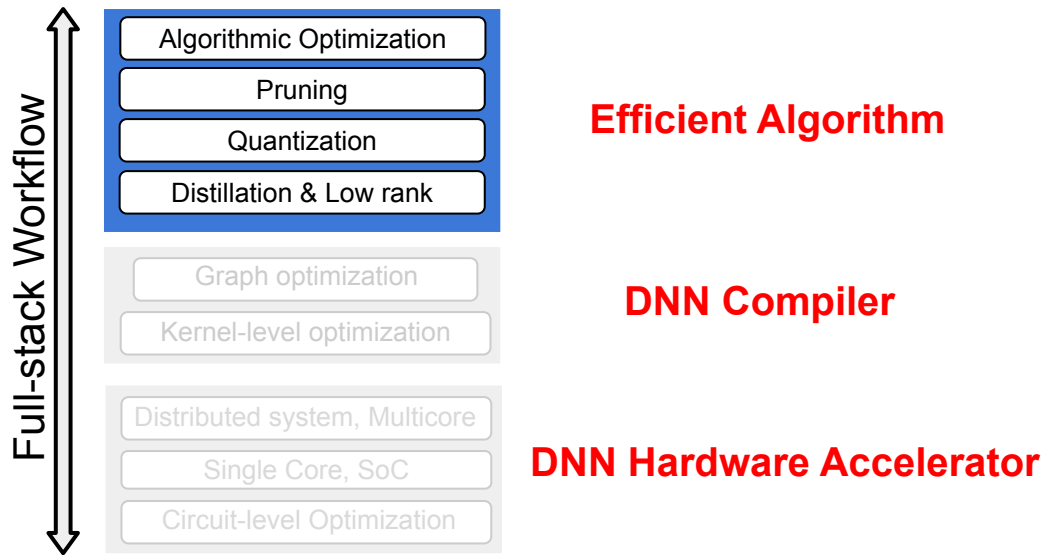 Full-stack Workflow
Algorithmic Optimization
Pruning
Quantization
Distillation & Low rank
Efficient Algorithm
Graph optimization
Kernel-level optimization
DNN Compiler
Distributed system, Multicore
Single Core, SoC
Circuit-level Optimization
DNN Hardware Accelerator